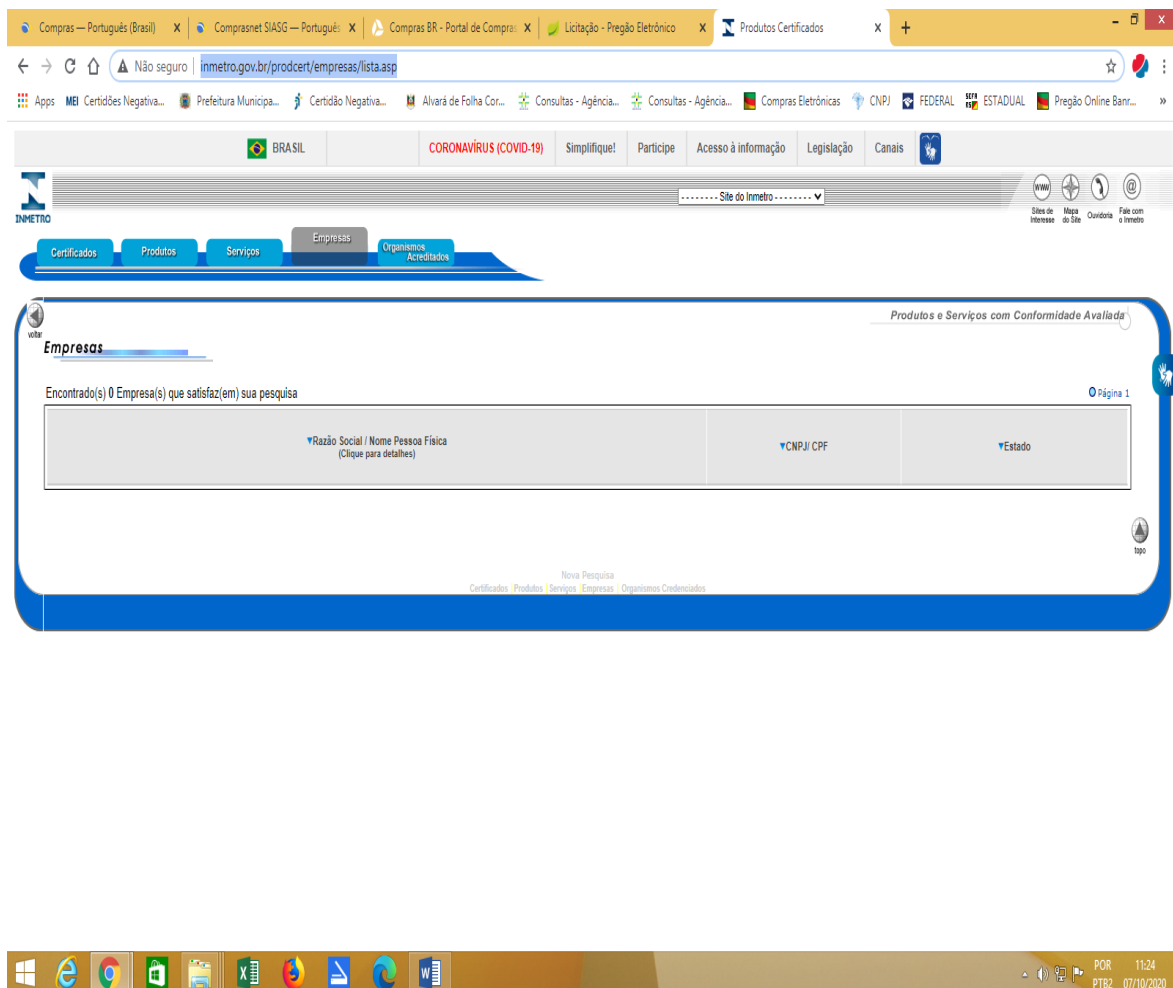 Compras — Português (Brasil) X Comprasnet SIASG — Português X Compras BR - Portal de Compras X Licitação - Pregão Eletrônico X Produtos Certificados X +
Não seguro | inmetro.gov.br/prodcert/empresas/lista.asp
Apps MEI Certidões Negativa... Prefeitura Municipa... Certidão Negativa... Alvará de Folha Cor... Consultas - Agência... Consultas - Agência... Compras Eletrônicas CNPJ FEDERAL ESTADUAL Pregão Online Banr... »
BRASIL CORONAVÍRUS (COVID-19) Simplifique! Participe Acesso à informação Legislação Canais
INMETRO
- - - - - - - - Site do Inmetro - - - - - - - -
www @
Sites de Interesse Mapa do Site Ouvidoria Fale com o Inmetro
Certificados Produtos Serviços Empresas Organismos Acreditados
voltar
Produtos e Serviços com Conformidade Avaliada
Empresas
Encontrado(s) 0 Empresa(s) que satisfaz(em) sua pesquisa Página 1
Razão Social / Nome Pessoa Física CNPJ/ CPF Estado
(Clique para detalhes)
topo
Nova Pesquisa
Certificados | Produtos | Serviços | Empresas | Organismos Credenciados
POR 11:24
PTB2 07/10/2020